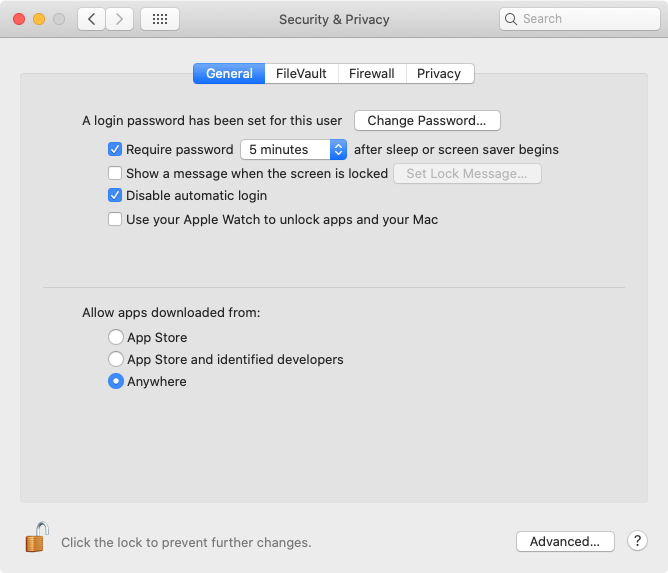 Security & Privacy
Search
General
FileVault
Firewall
Privacy
A login password has been set for this user
Change Password...
Require password 5 minutes after sleep or screen saver begins
Show a message when the screen is locked
Set Lock Message...
Disable automatic login
Use your Apple Watch to unlock apps and your Mac
Allow apps downloaded from:
App Store
App Store and identified developers
Anywhere
Click the lock to prevent further changes.
Advanced...
?